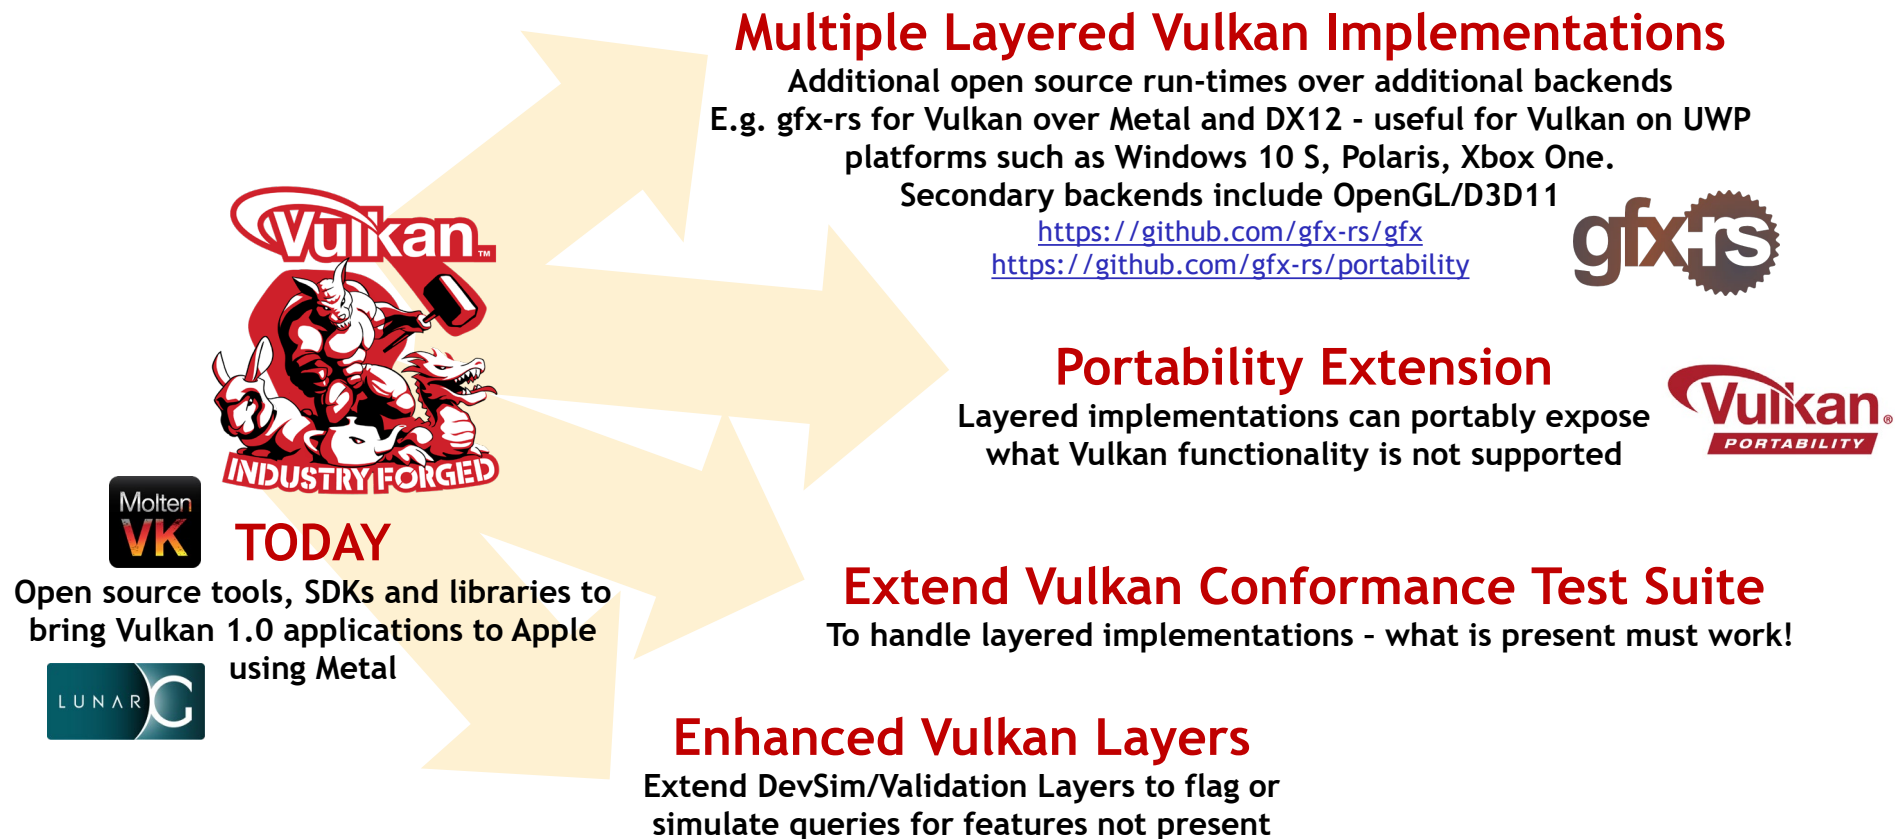 Multiple Layered Vulkan Implementations
Additional open source run-times over additional backends
E.g. gfx-rs for Vulkan over Metal and DX12 - useful for Vulkan on UWP
platforms such as Windows 10 S, Polaris, Xbox One.
Secondary backends include OpenGL/D3D11
https://github.com/gfx-rs/gfx
https://github.com/gfx-rs/portability
gfx-rs
Vulkan™
INDUSTRY FORGED
Portability Extension
Layered implementations can portably expose
what Vulkan functionality is not supported
Vulkan®
PORTABILITY
Molten
VK
TODAY
Open source tools, SDKs and libraries to
bring Vulkan 1.0 applications to Apple
using Metal
LUNARG
Extend Vulkan Conformance Test Suite
To handle layered implementations – what is present must work!
Enhanced Vulkan Layers
Extend DevSim/Validation Layers to flag or
simulate queries for features not present